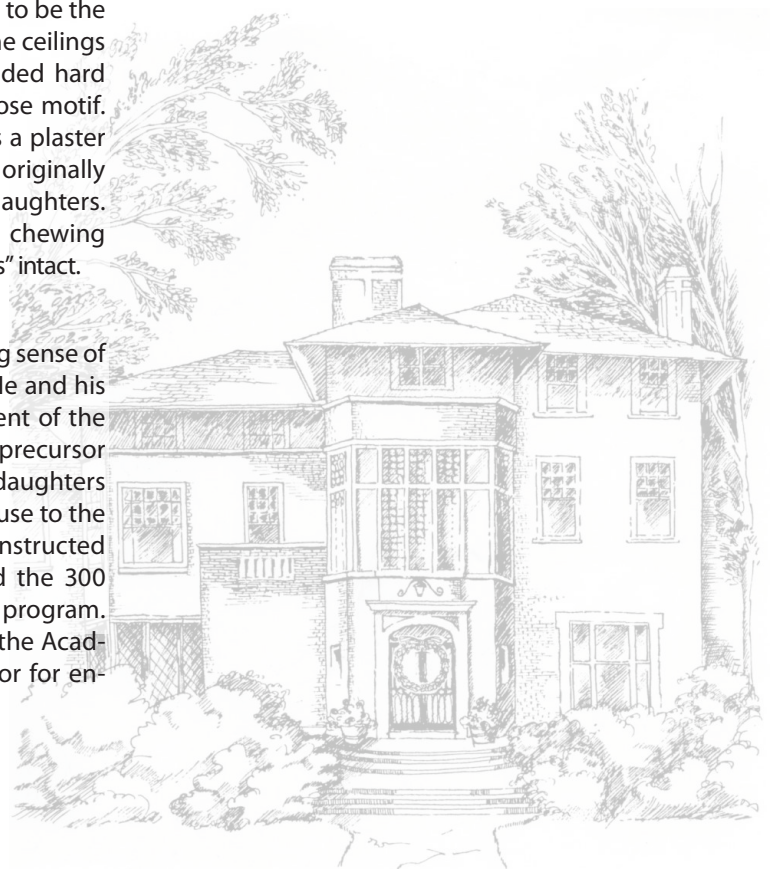 to be the
ne ceilings
ded hard
ose motif.
s a plaster
originally
aughters.
chewing
s” intact.
g sense of
le and his
ent of the
precursor
daughters
use to the
nstructed
d the 300
program.
the Acad-
or for en-